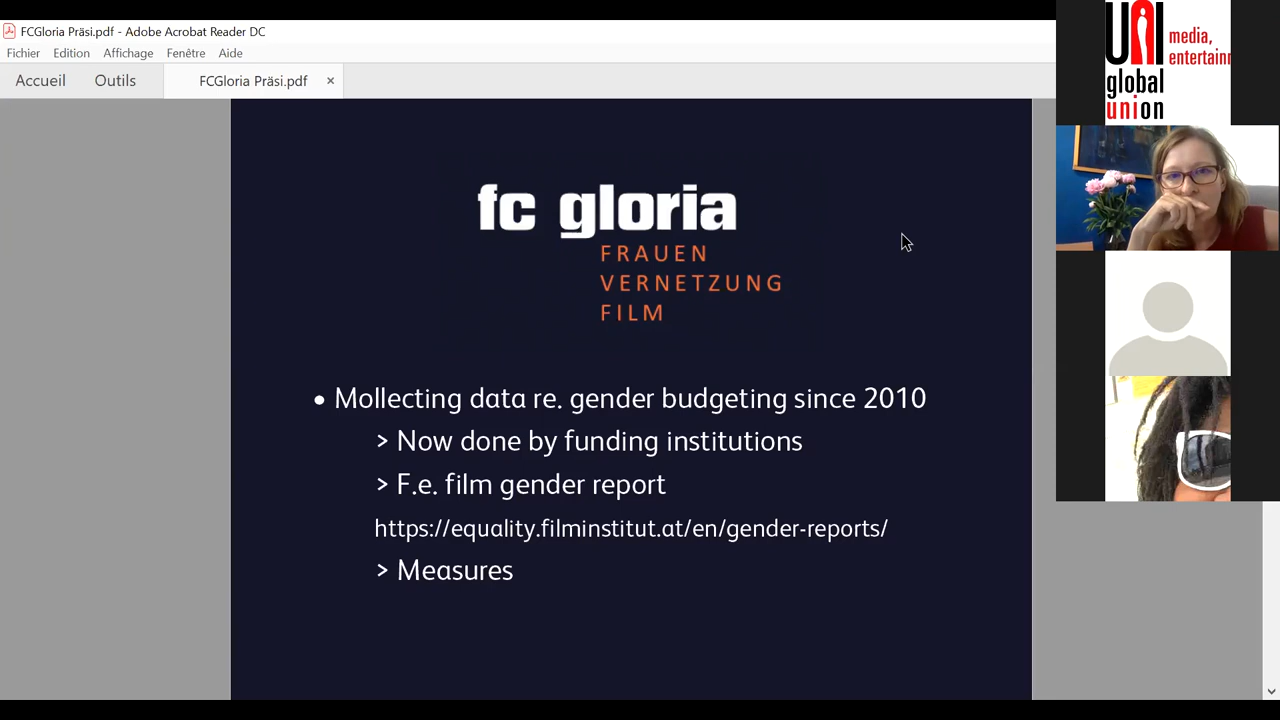 FCGloria Präsi.pdf - Adobe Acrobat Reader DC
Fichier Edition Affichage Fenêtre Aide
Accueil Outils FCGloria Präsi.pdf ×
fc gloria
FRAUEN
VERNETZUNG
FILM
• Mollecting data re. gender budgeting since 2010
> Now done by funding institutions
> F.e. film gender report
https://equality.filminstitut.at/en/gender-reports/
> Measures
UNI
media,
entertainm
global
union